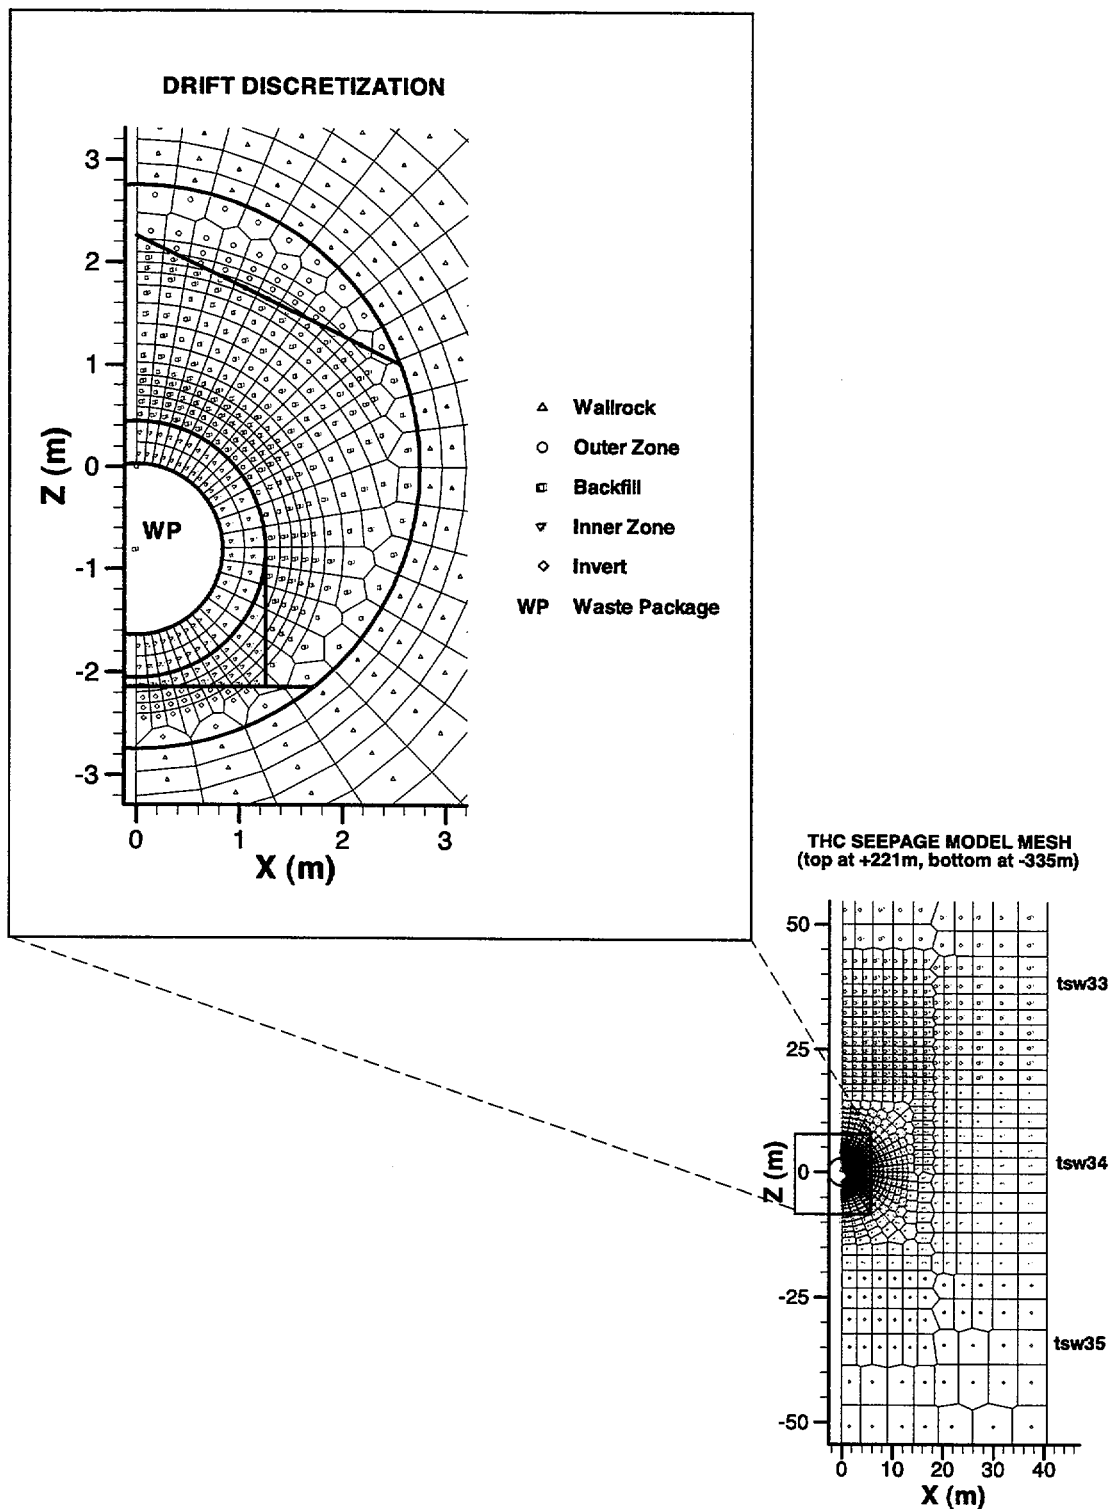 DRIFT DISCRETIZATION
3
2
1
0
-1
-2
-3
Z (m)
WP
0 1 2 3
X (m)
Wallrock
Outer Zone
Backfill
Inner Zone
Invert
WP Waste Package
THC SEEPAGE MODEL MESH
(top at +221m, bottom at -335m)
50
25
0
-25
-50
Z (m)
tsw33
tsw34
tsw35
0 10 20 30 40
X (m)